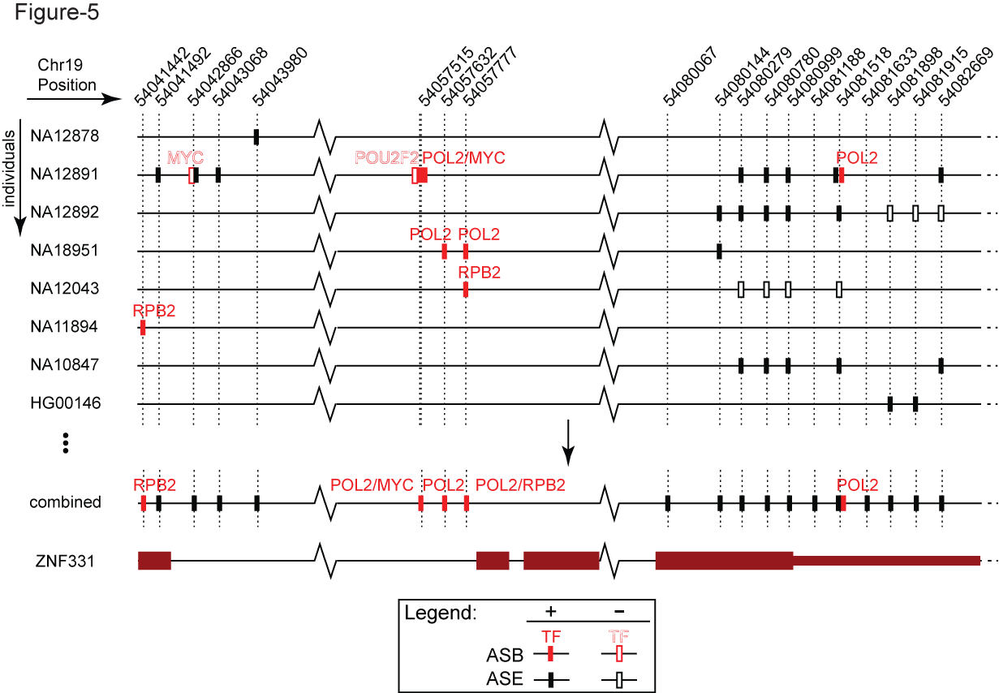 Figure-5
Chr19
Position
54041442
54041492
54042866
54043068
54043980
54057515
54057632
54057777
54080067
54080144
54080279
54080780
54080999
54081188
54081518
54081633
54081898
54081915
54082669
individuals
NA12878
MYC
POU2F2
POL2/MYC
POL2
NA12891
NA12892
POL2
POL2
NA18951
RPB2
NA12043
RPB2
NA11894
NA10847
HG00146
RPB2
POL2/MYC
POL2
POL2/RPB2
POL2
combined
ZNF331
Legend:
+
−
TF
TF
ASB
ASE